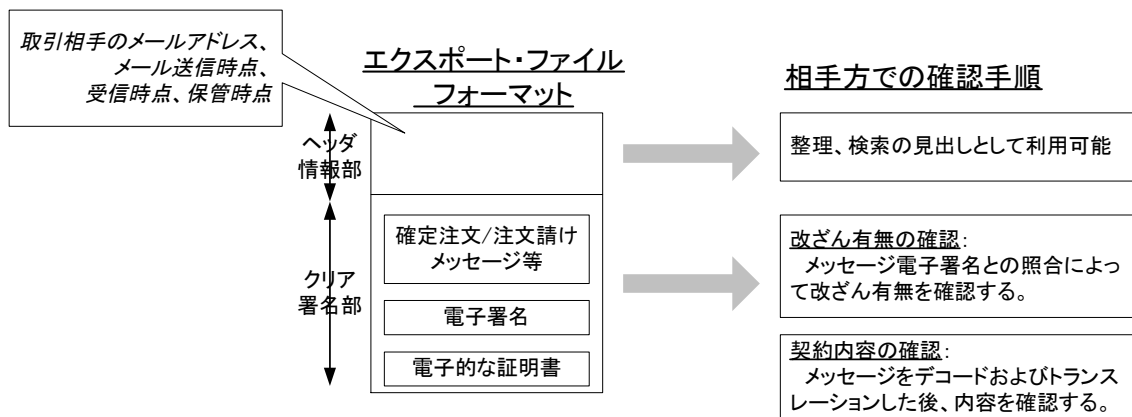 取引相手のメールアドレス、
メール送信時点、
受信時点、保管時点
エクスポート・ファイル
フォーマット
相手方での確認手順
ヘッダ
情報部
整理、検索の見出しとして利用可能
クリア
署名部
確定注文/注文請け
メッセージ等
電子署名
電子的な証明書
改ざん有無の確認:
メッセージ電子署名との照合によっ
て改ざん有無を確認する。
契約内容の確認:
メッセージをデコードおよびトランス
レーションした後、内容を確認する。